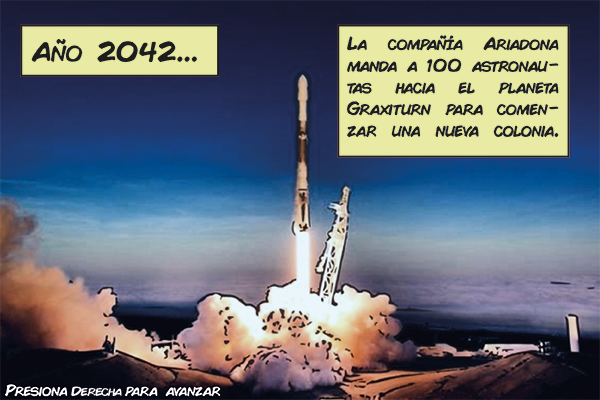 Año 2042...
La compañía Ariadona
manda a 100 astronau-
tas hacia el planeta
Graxiturn para comen-
zar una nueva colonia.
Presiona Derecha para avanzar